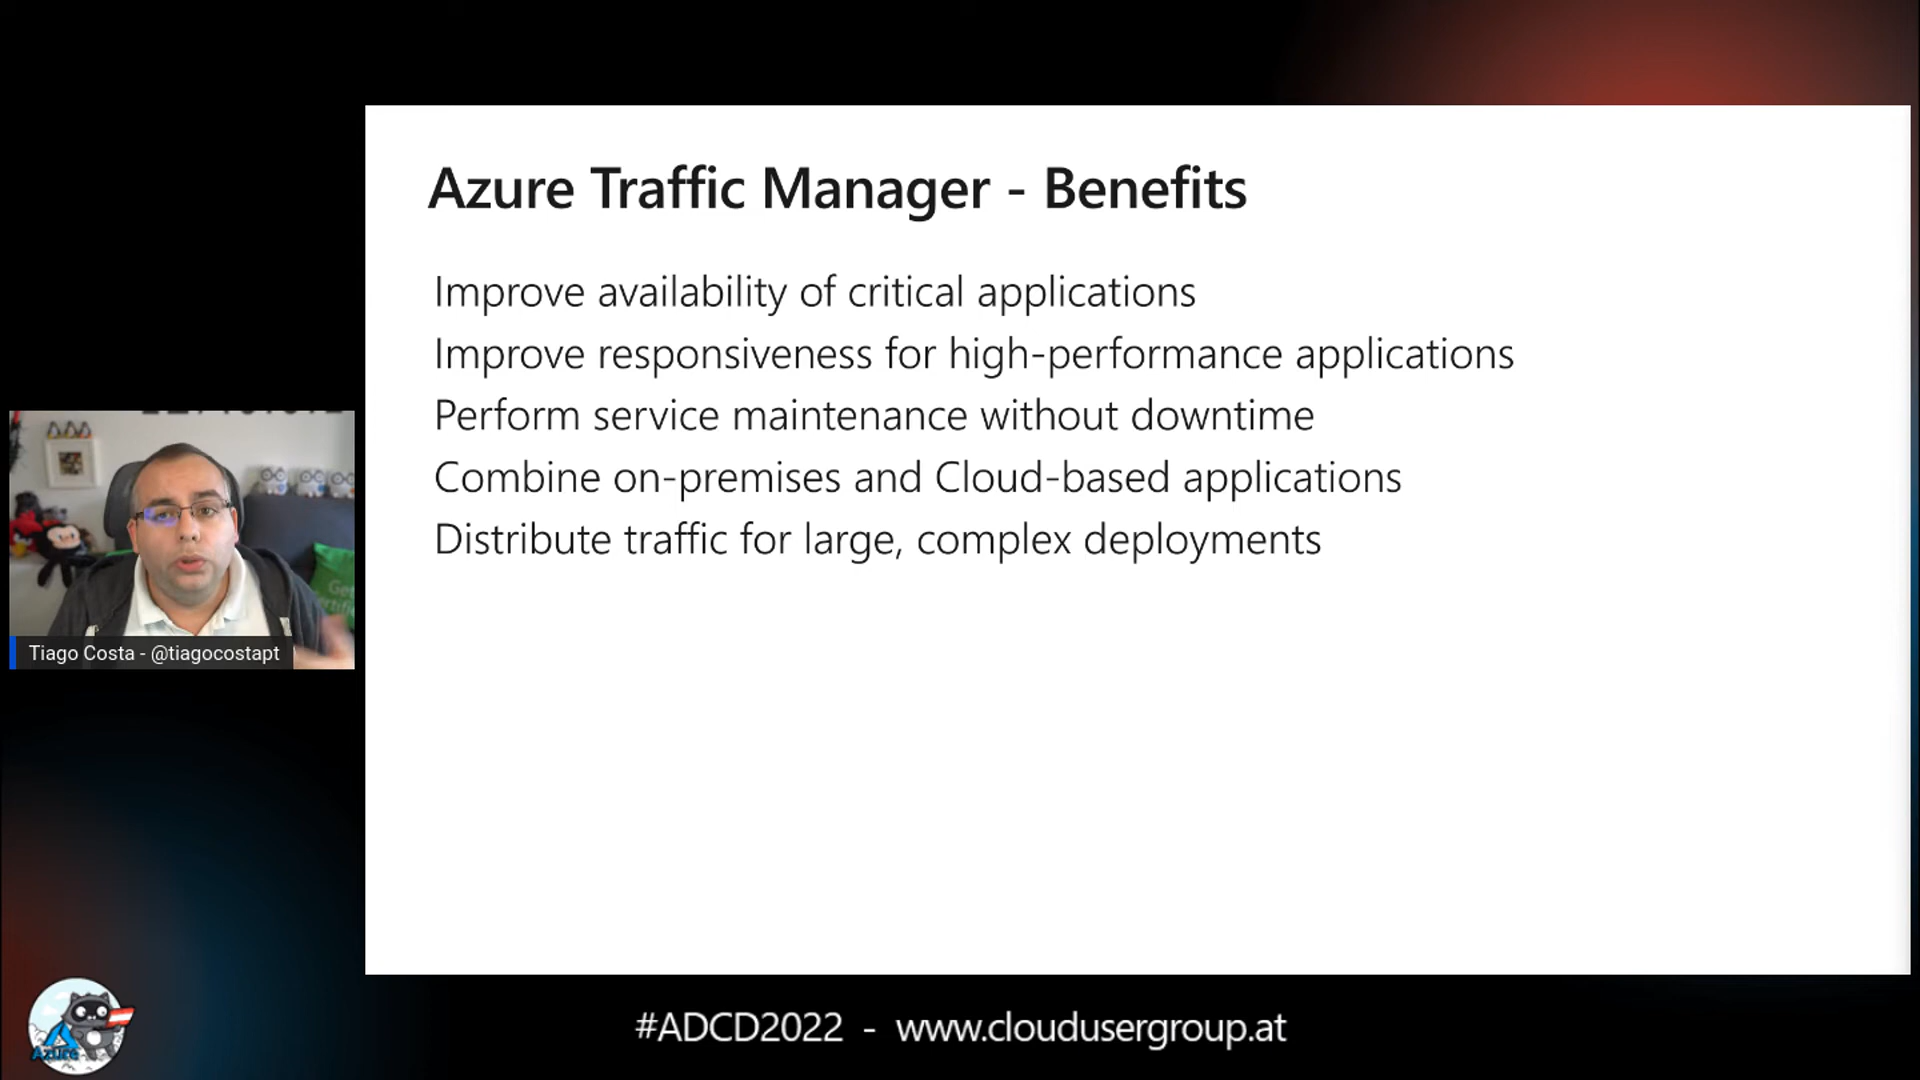 Azure Traffic Manager - Benefits
Improve availability of critical applications
Improve responsiveness for high-performance applications
Perform service maintenance without downtime
Combine on-premises and Cloud-based applications
Distribute traffic for large, complex deployments
Tiago Costa - @tiagocostapt
Azure
#ADCD2022 - www.cloudusergroup.at